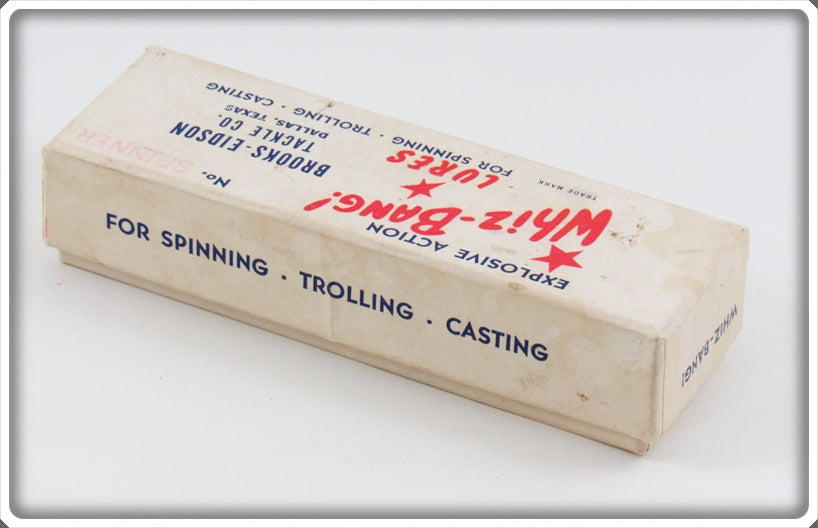 EXPLOSIVE ACTION
Whiz-BANG!
TRADE MARK
LURES
FOR SPINNING · TROLLING · CASTING
No.
BROOKS-EIDSON
TACKLE CO.
DALLAS, TEXAS
SPINNER
FOR SPINNING · TROLLING · CASTING
WHIZ-BANG!